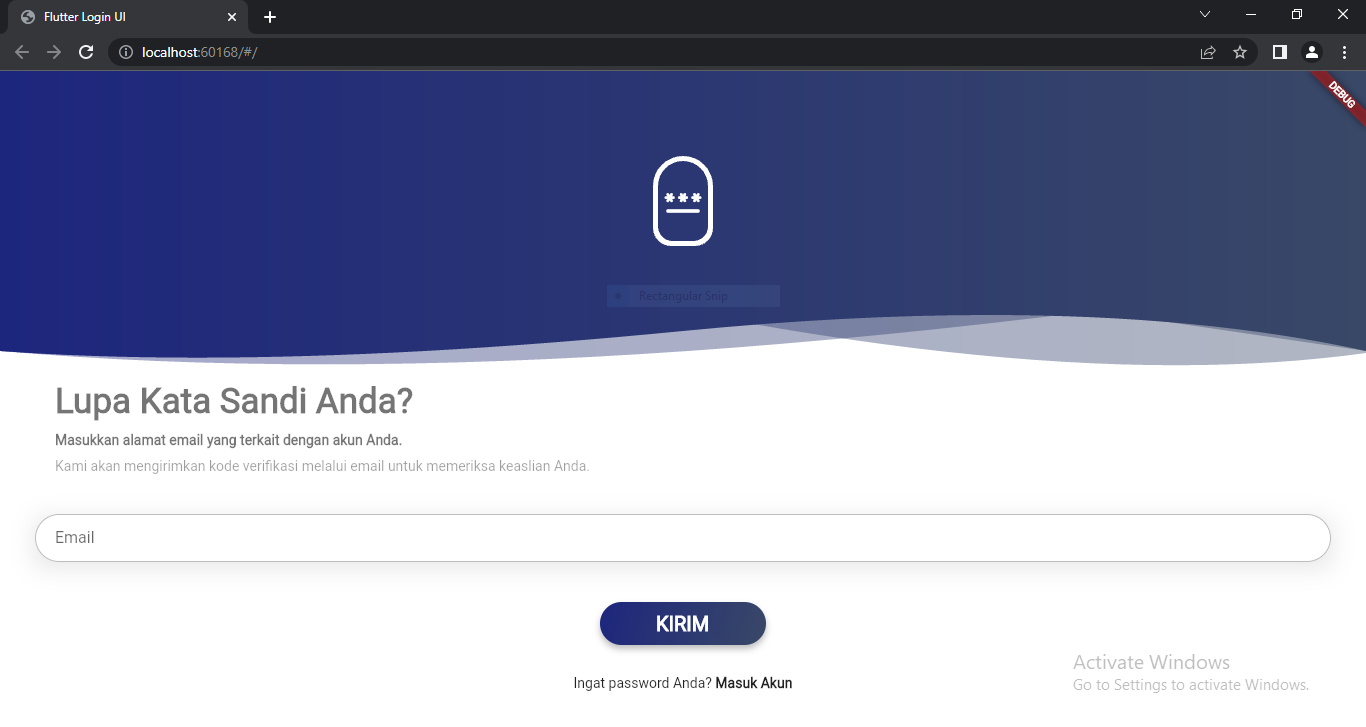 Flutter Login UI
localhost:60168/#/
DEBUG
***
Rectangular Snip
Lupa Kata Sandi Anda?
Masukkan alamat email yang terkait dengan akun Anda.
Kami akan mengirimkan kode verifikasi melalui email untuk memeriksa keaslian Anda.
Email
KIRIM
Ingat password Anda? Masuk Akun
Activate Windows
Go to Settings to activate Windows.